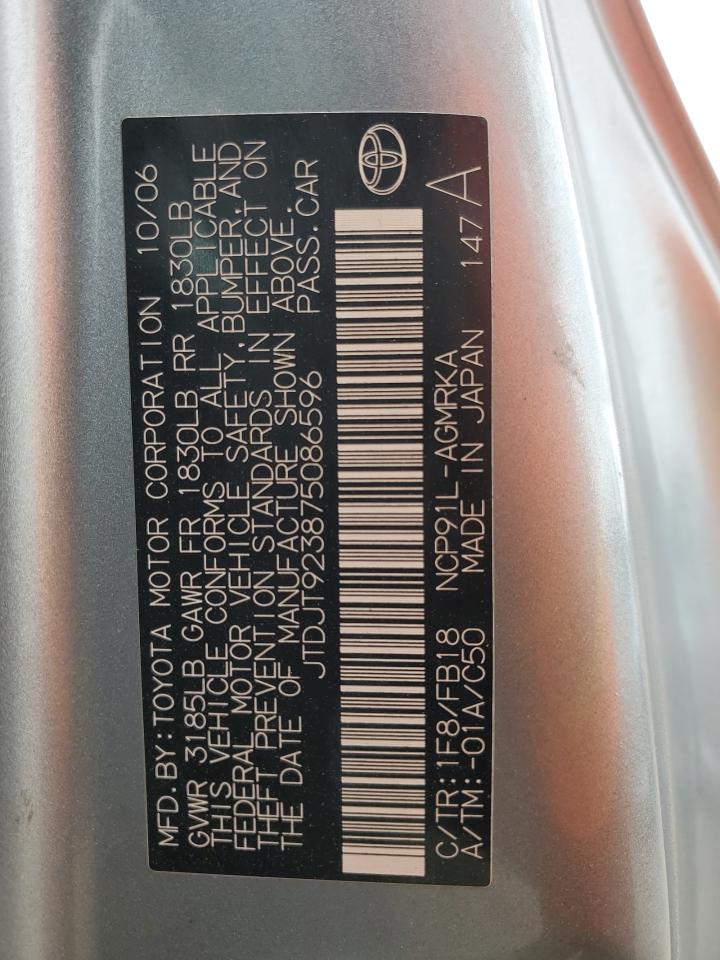 MFD. BY: TOYOTA MOTOR CORPORATION 10/06
GVWR 3185LB GAWR FR 1830LB RR 1830LB
THIS VEHICLE CONFORMS TO ALL APPLICABLE
FEDERAL MOTOR VEHICLE SAFETY, BUMPER, AND
THEFT PREVENTION STANDARDS IN EFFECT ON
THE DATE OF MANUFACTURE SHOWN ABOVE.
JTDJT923875086596 PASS. CAR
C/TR: 1F8/FB18 NCP91L-AGMRKA
A/TM: -01A/C50 MADE IN JAPAN 147 A